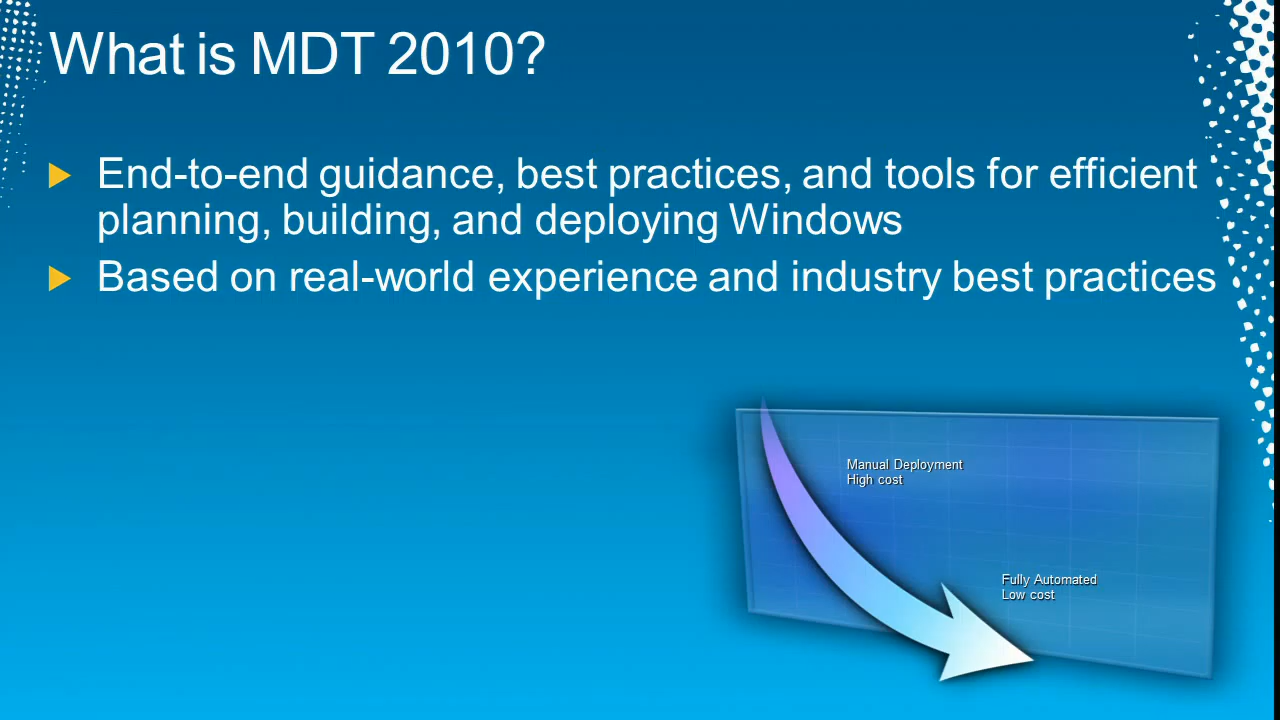 What is MDT 2010?
End-to-end guidance, best practices, and tools for efficient
planning, building, and deploying Windows
Based on real-world experience and industry best practices
Manual Deployment
High cost
Fully Automated
Low cost